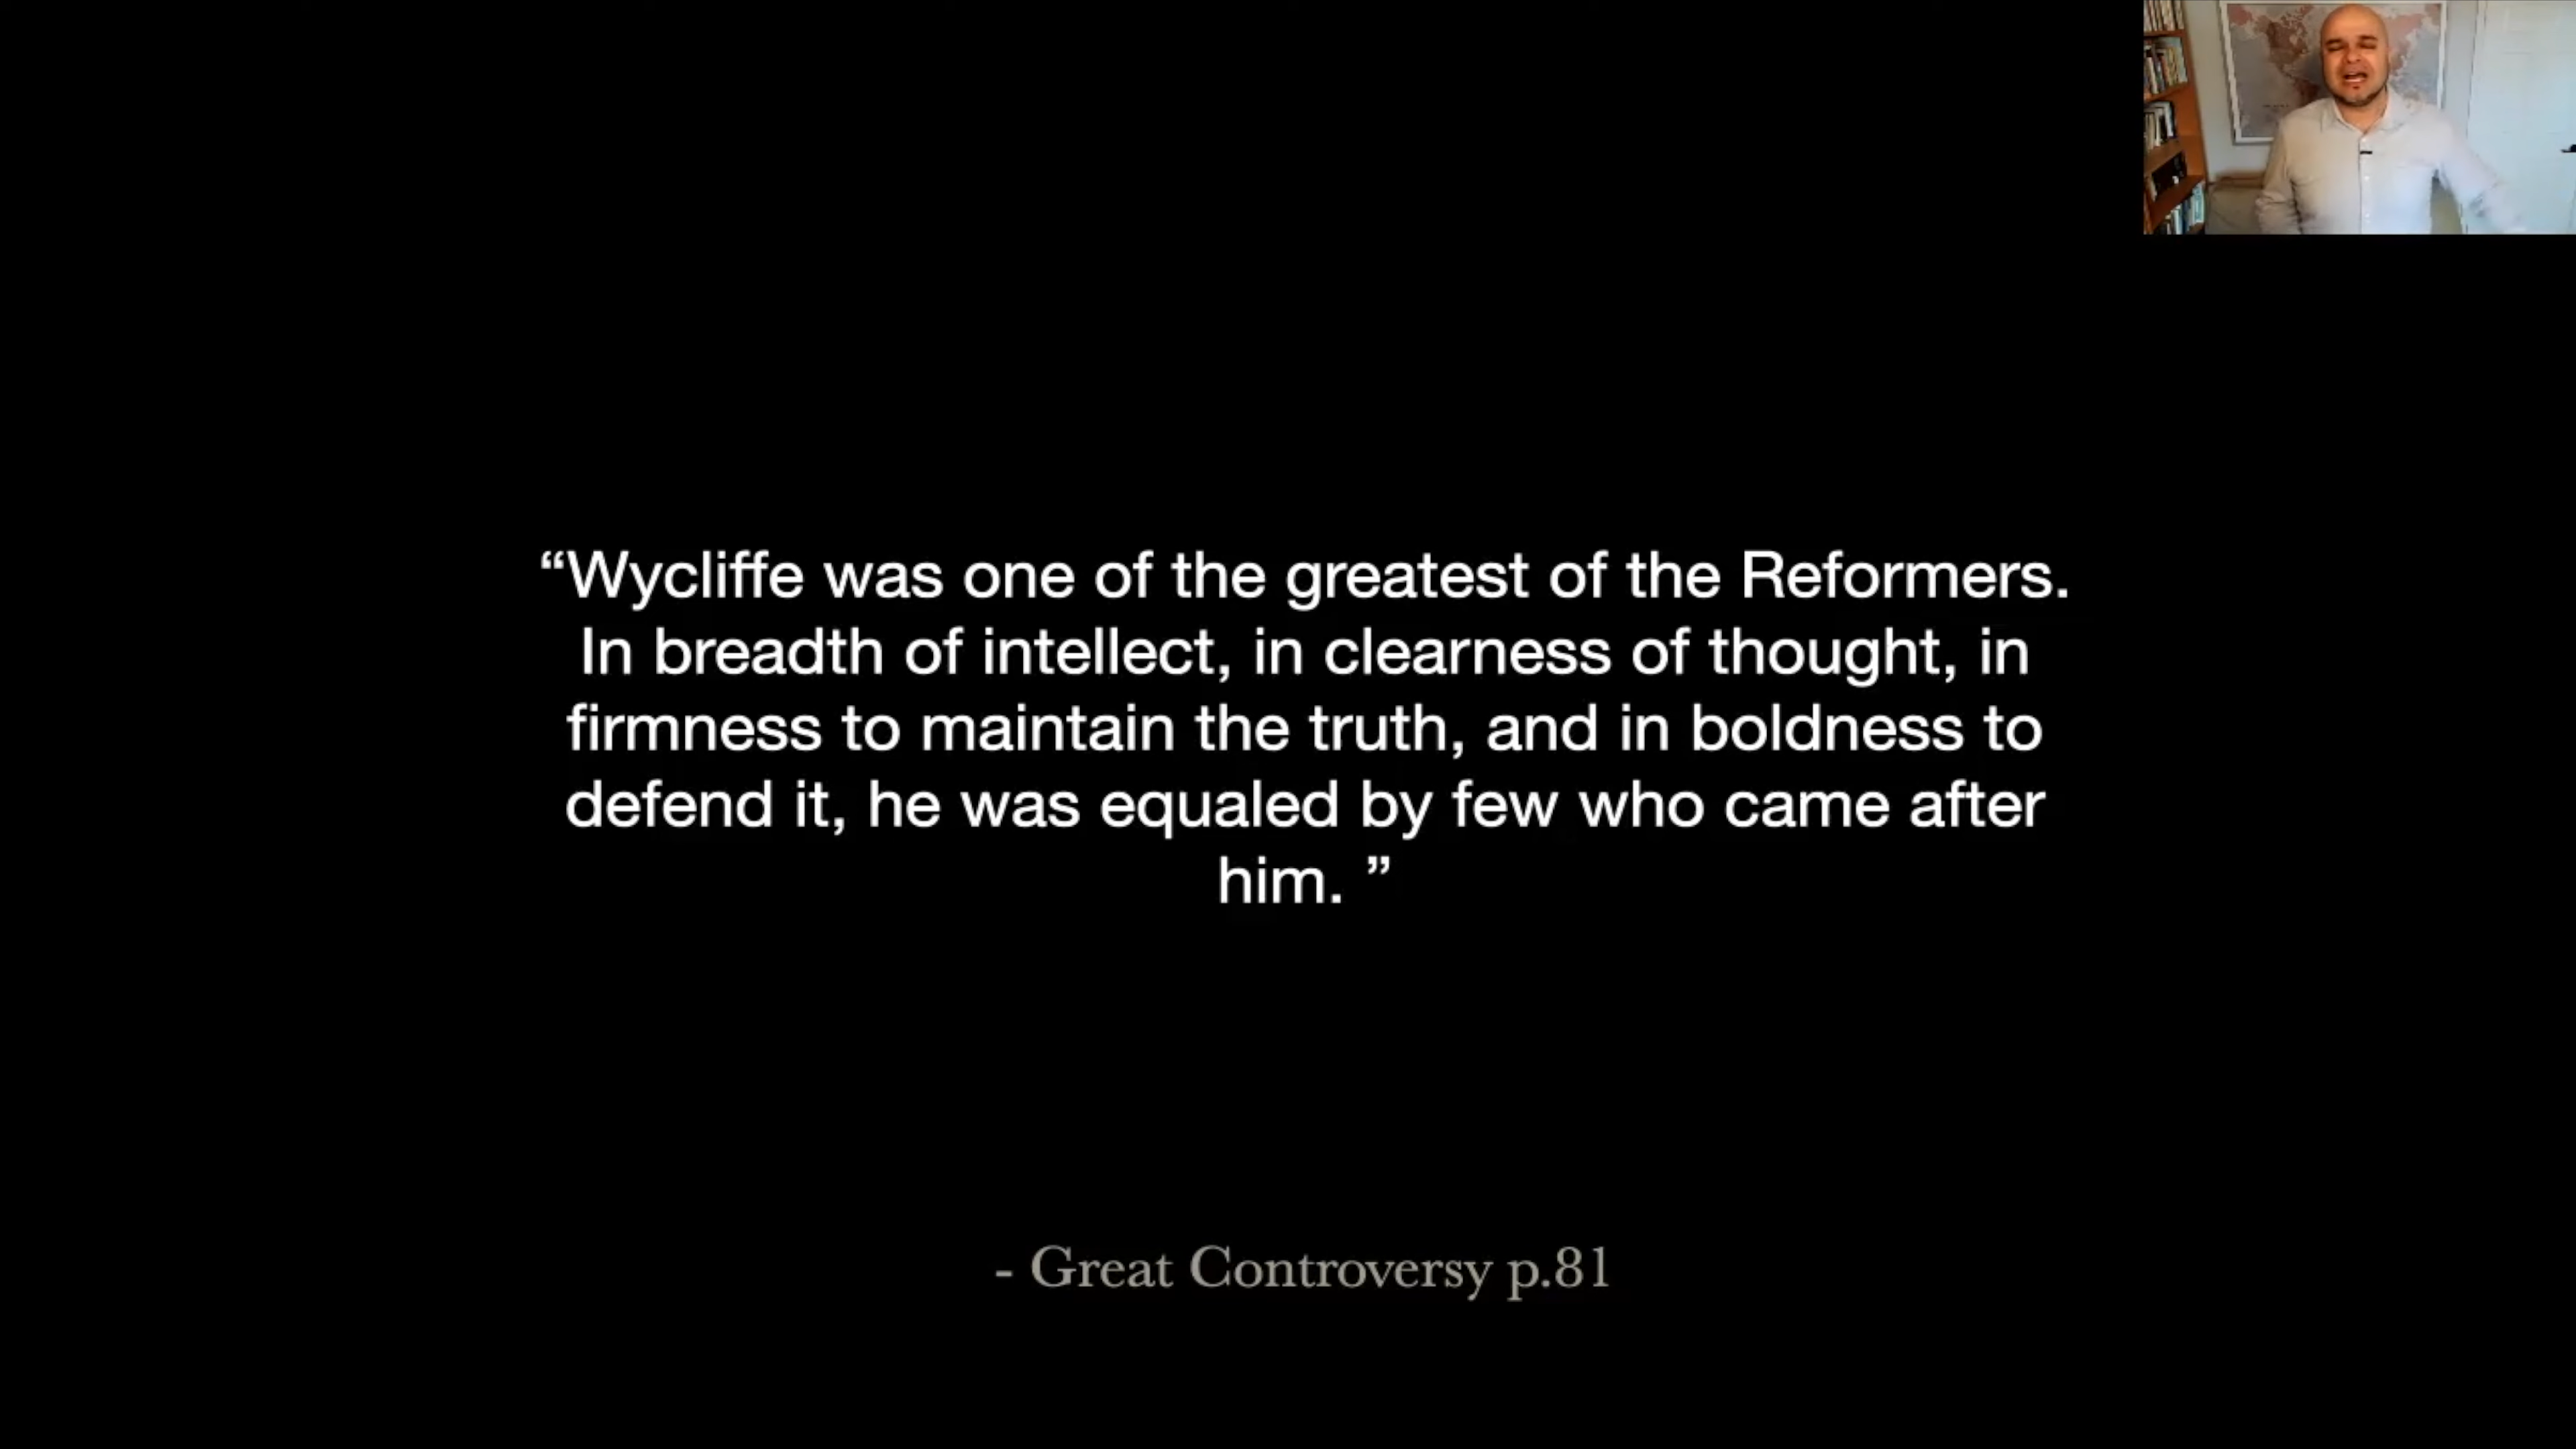 “Wycliffe was one of the greatest of the Reformers.
In breadth of intellect, in clearness of thought, in
firmness to maintain the truth, and in boldness to
defend it, he was equaled by few who came after
him. ”
- Great Controversy p.81